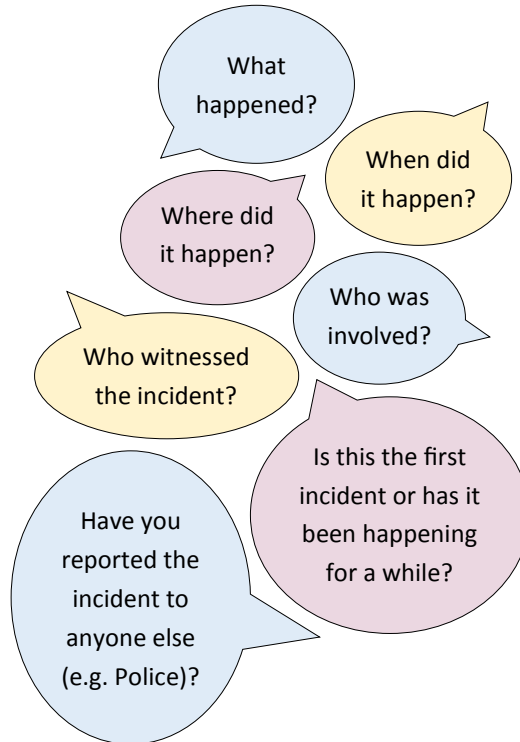 What
happened?
When did
it happen?
Where did
it happen?
Who was
involved?
Who witnessed
the incident?
Is this the first
incident or has it
been happening
for a while?
Have you
reported the
incident to
anyone else
(e.g. Police)?